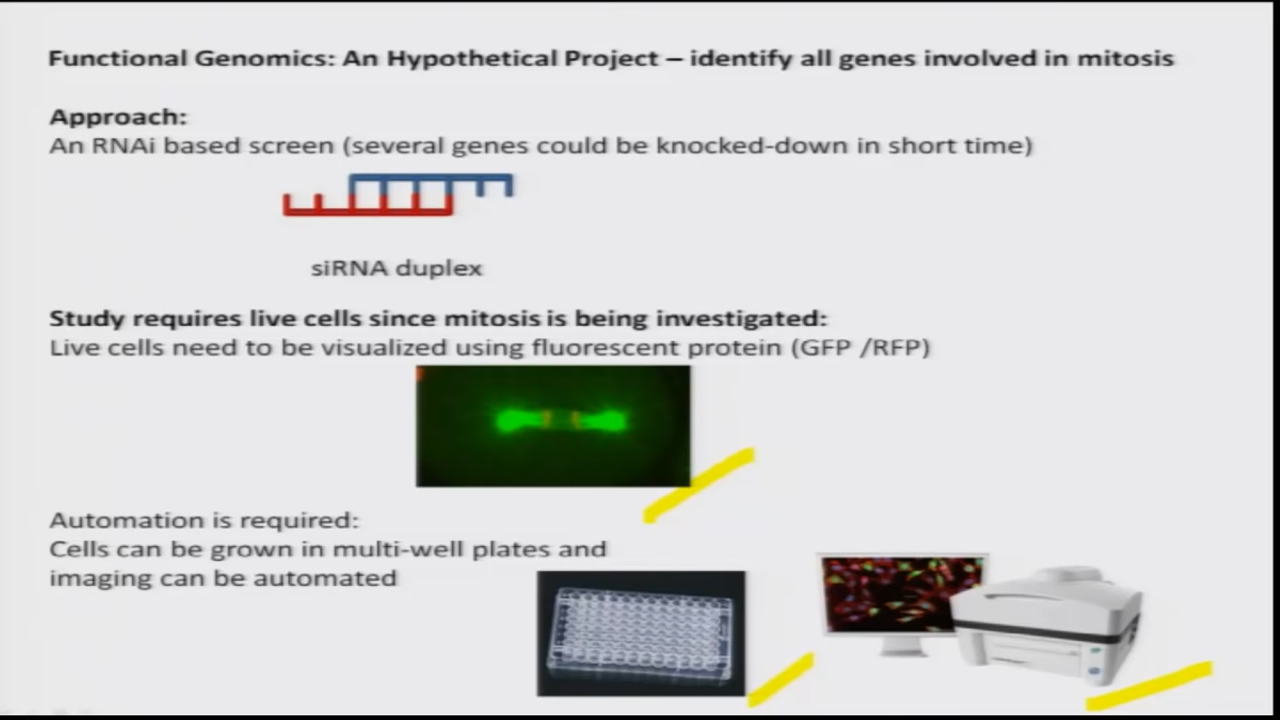 Functional Genomics: An Hypothetical Project – identify all genes involved in mitosis
Approach:
An RNAi based screen (several genes could be knocked-down in short time)
siRNA duplex
Study requires live cells since mitosis is being investigated:
Live cells need to be visualized using fluorescent protein (GFP /RFP)
Automation is required:
Cells can be grown in multi-well plates and
imaging can be automated